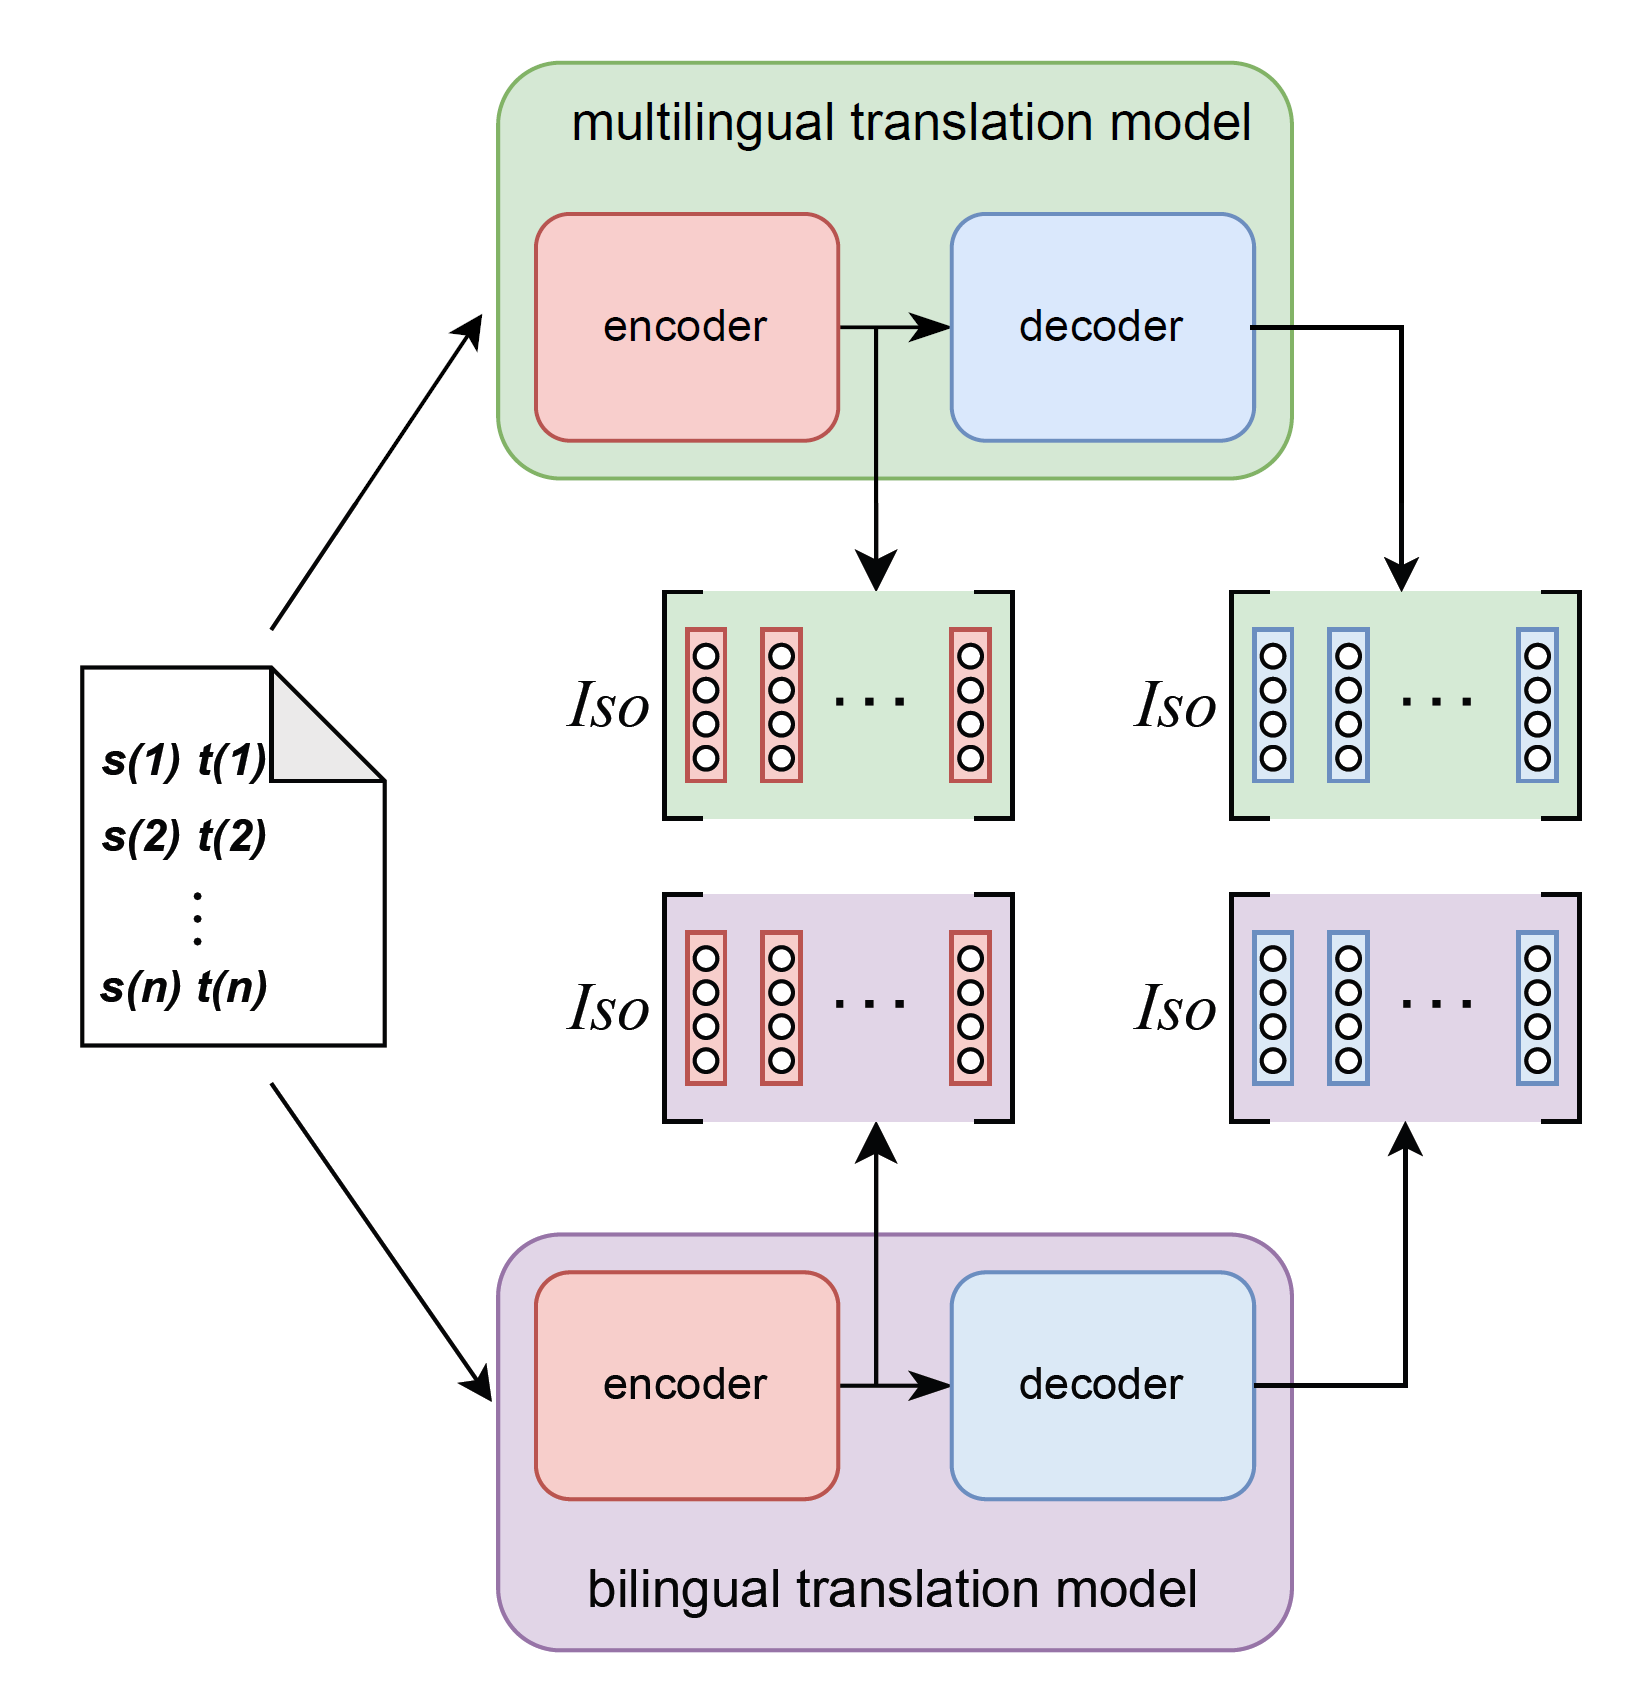 multilingual translation model
encoder
decoder
Iso
Iso
s(1) t(1)
s(2) t(2)
⋮
s(n) t(n)
. . .
. . .
Iso
Iso
. . .
. . .
encoder
decoder
bilingual translation model